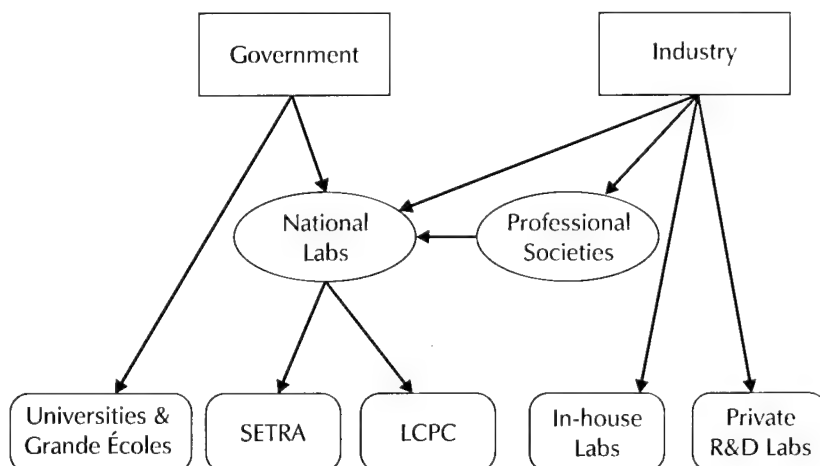 Government
Industry
National
Labs
Professional
Societies
Universities &
Grande Écoles
SETRA
LCPC
In-house
Labs
Private
R&D Labs